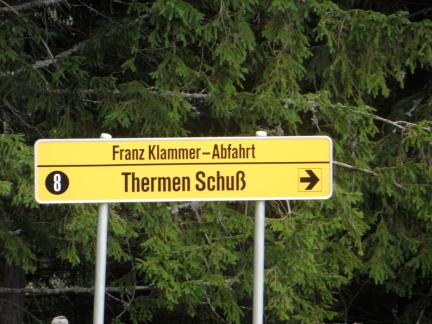 Franz Klammer-Abfahrt
8 Thermen Schuß →